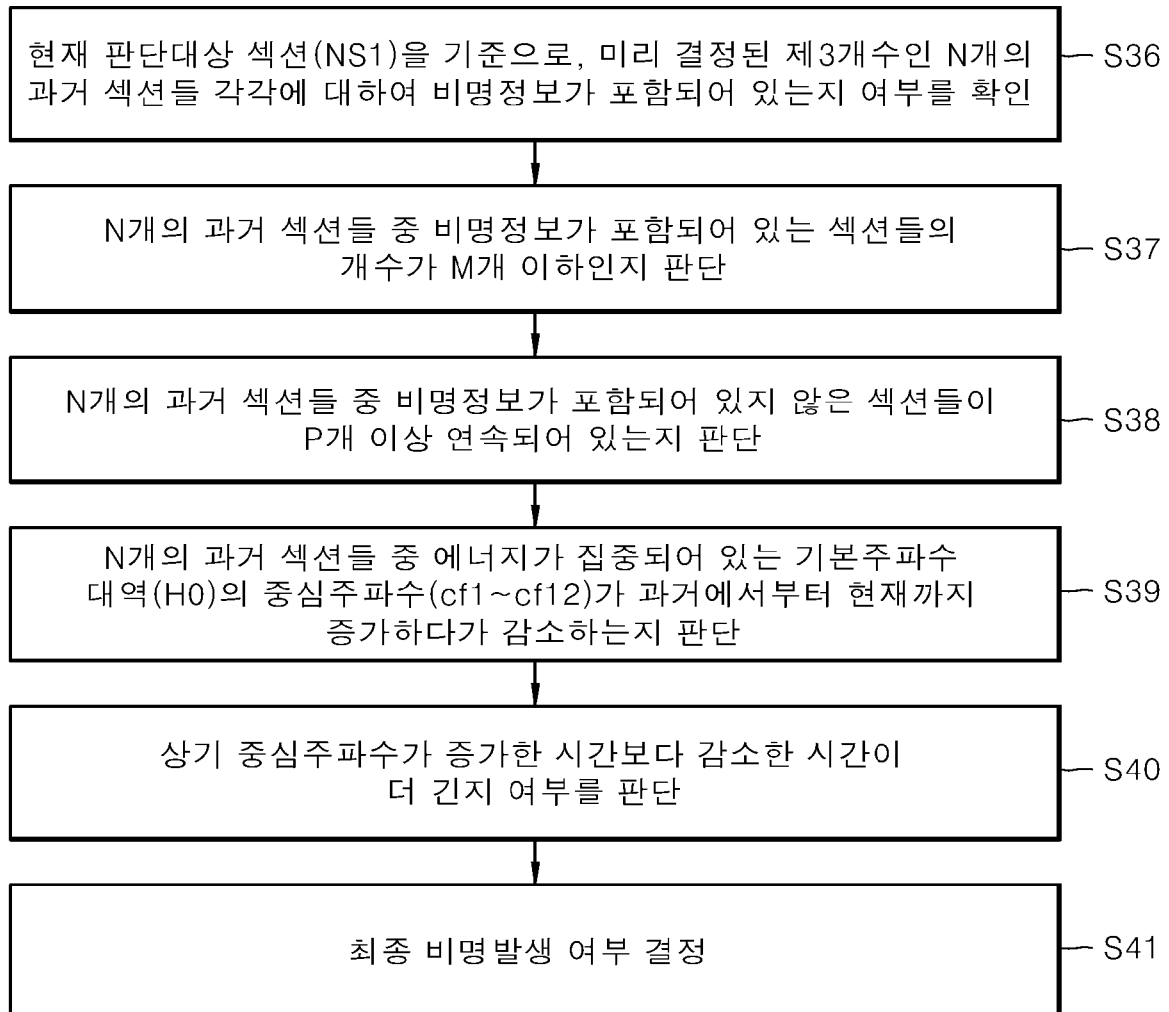 현재 판단대상 섹션(NS1)을 기준으로, 미리 결정된 제3개수인 N개의
과거 섹션들 각각에 대하여 비명정보가 포함되어 있는지 여부를 확인
S36
N개의 과거 섹션들 중 비명정보가 포함되어 있는 섹션들의
개수가 M개 이하인지 판단
S37
N개의 과거 섹션들 중 비명정보가 포함되어 있지 않은 섹션들이
P개 이상 연속되어 있는지 판단
S38
N개의 과거 섹션들 중 에너지가 집중되어 있는 기본주파수
대역(H0)의 중심주파수(cf1~cf12)가 과거에서부터 현재까지
증가하다가 감소하는지 판단
S39
상기 중심주파수가 증가한 시간보다 감소한 시간이
더 긴지 여부를 판단
S40
최종 비명발생 여부 결정
S41